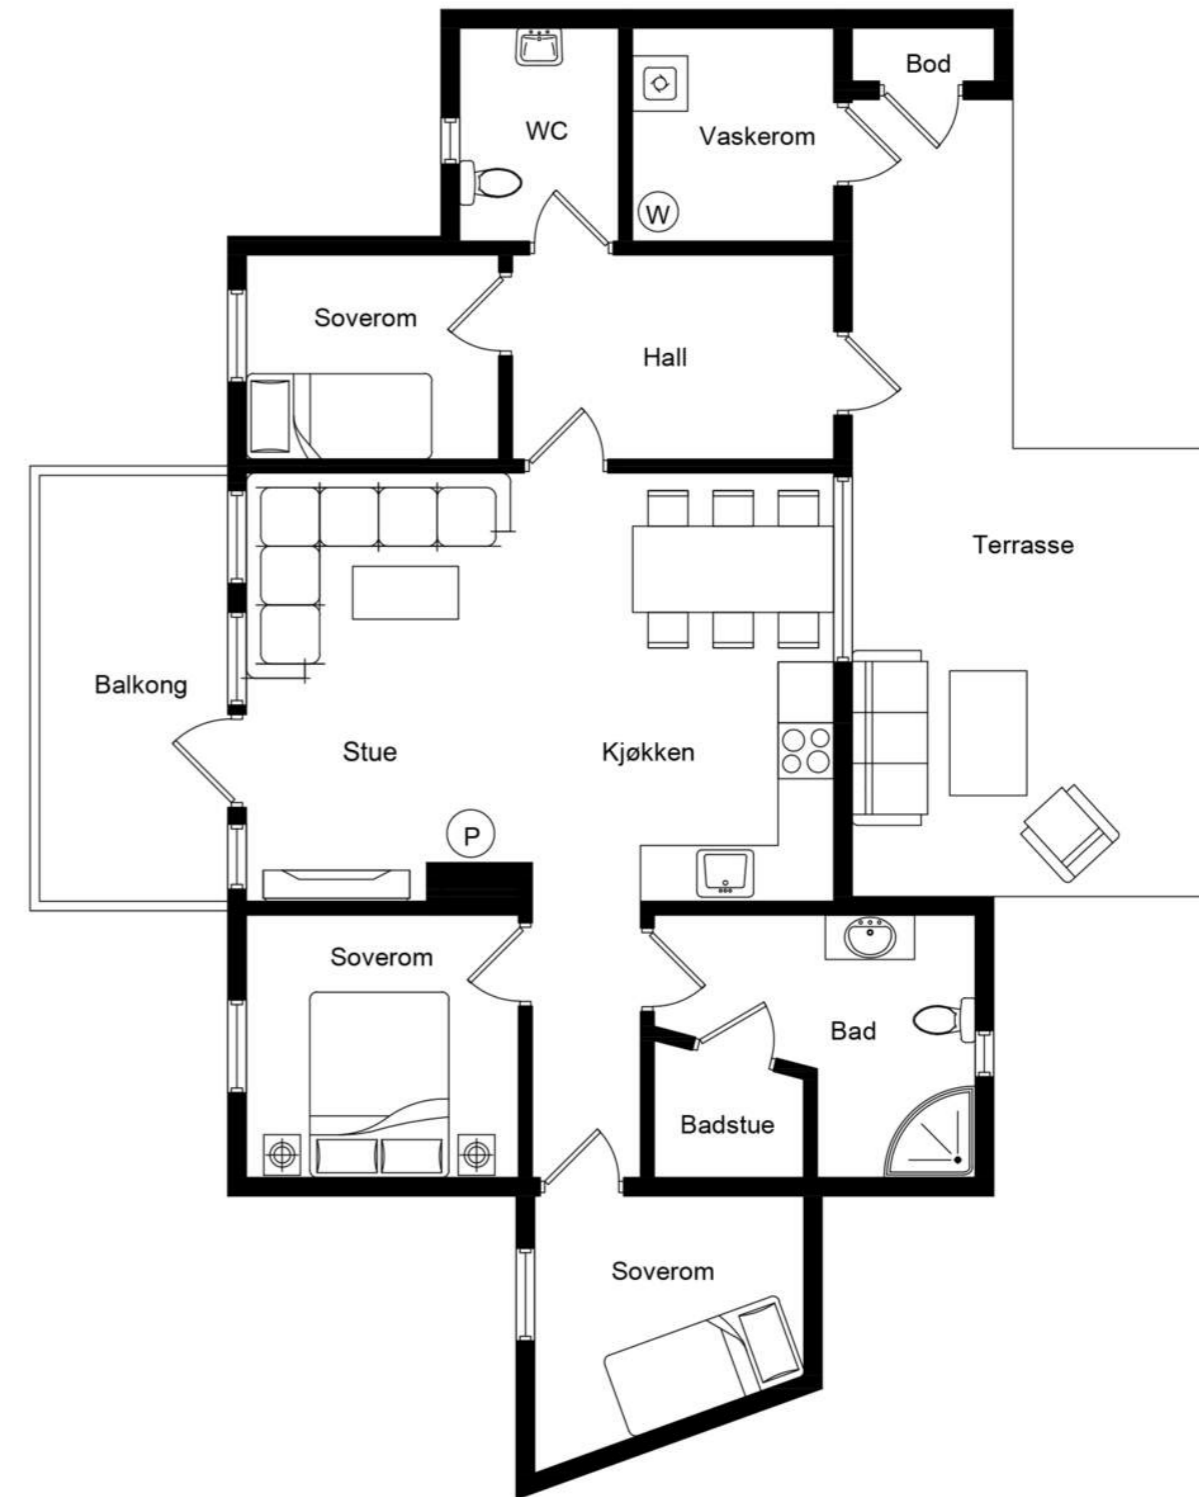 Bod
WC
Vaskerom
W
Soverom
Hall
Terrasse
Balkong
Stue
Kjøkken
P
Soverom
Bad
Badstue
Soverom